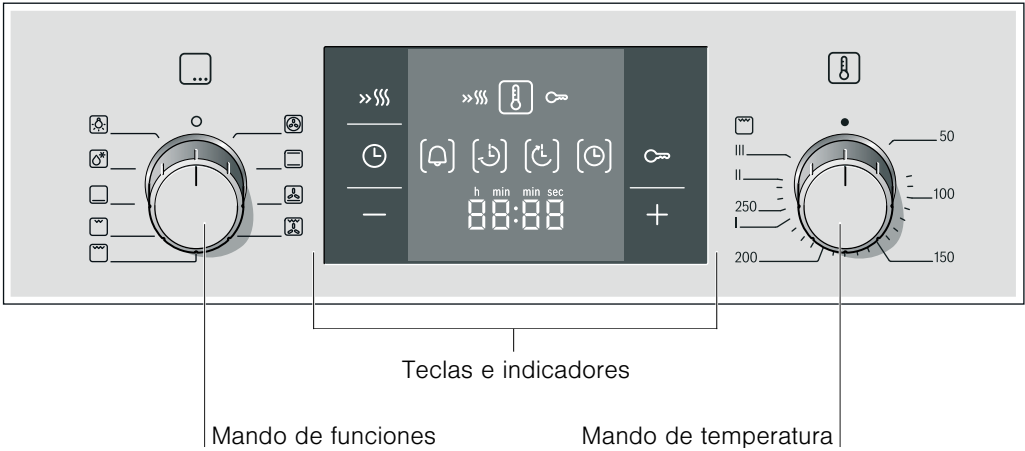 h min min sec
88:88
50
100
150
200
250
I
II
III
Teclas e indicadores
Mando de funciones
Mando de temperatura